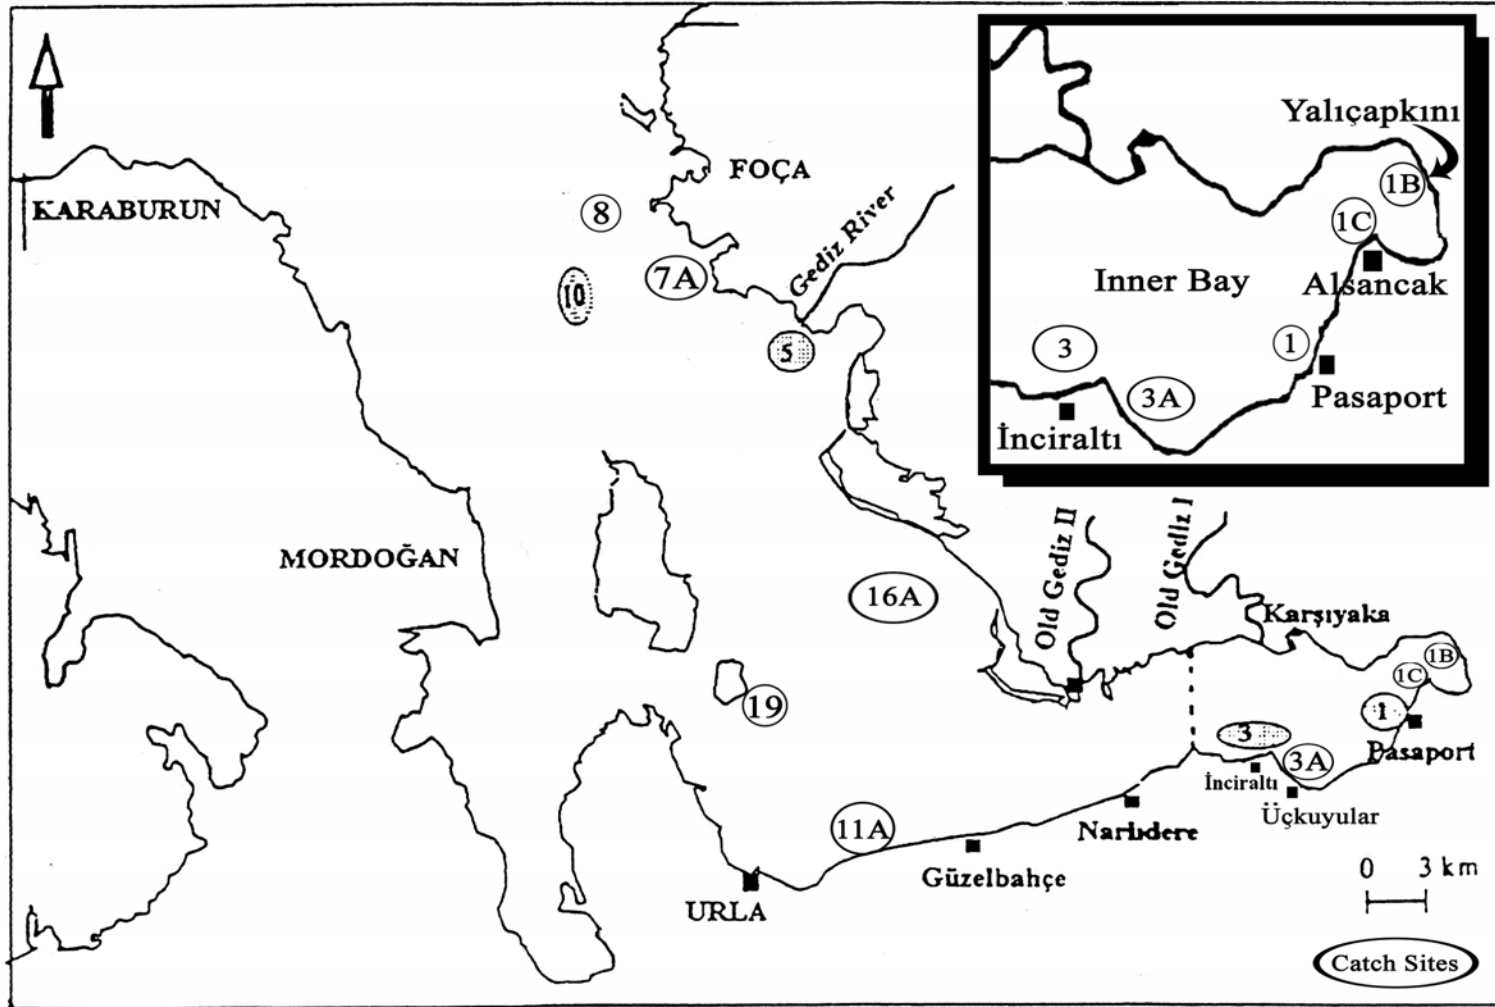 Yalıçapkını
1B
1C
Alsancak
Inner Bay
3
1
3A
Pasaport
İnciraltı
FOÇA
KARABURUN
8
Gediz River
7A
10
5
MORDOĞAN
16A
Old Gediz II
Old Gediz I
Karşıyaka
1B
1C
19
1
Pasaport
3
3A
İnciraltı
Üçkuyular
Narlıdere
11A
Güzelbahçe
URLA
0 3 km
Catch Sites